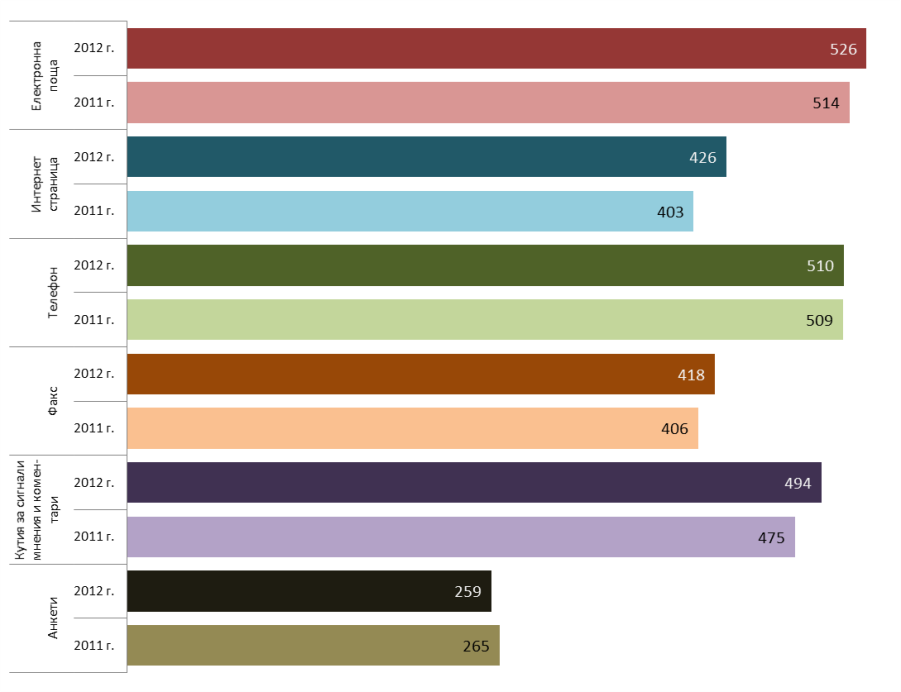 Електронна
поща
2012 г.
526
2011 г.
514
Интернет
страница
2012 г.
426
2011 г.
403
Телефон
2012 г.
510
2011 г.
509
Факс
2012 г.
418
2011 г.
406
Кутия за сигнали
мнения и комен-
тари
2012 г.
494
2011 г.
475
Анкети
2012 г.
259
2011 г.
265